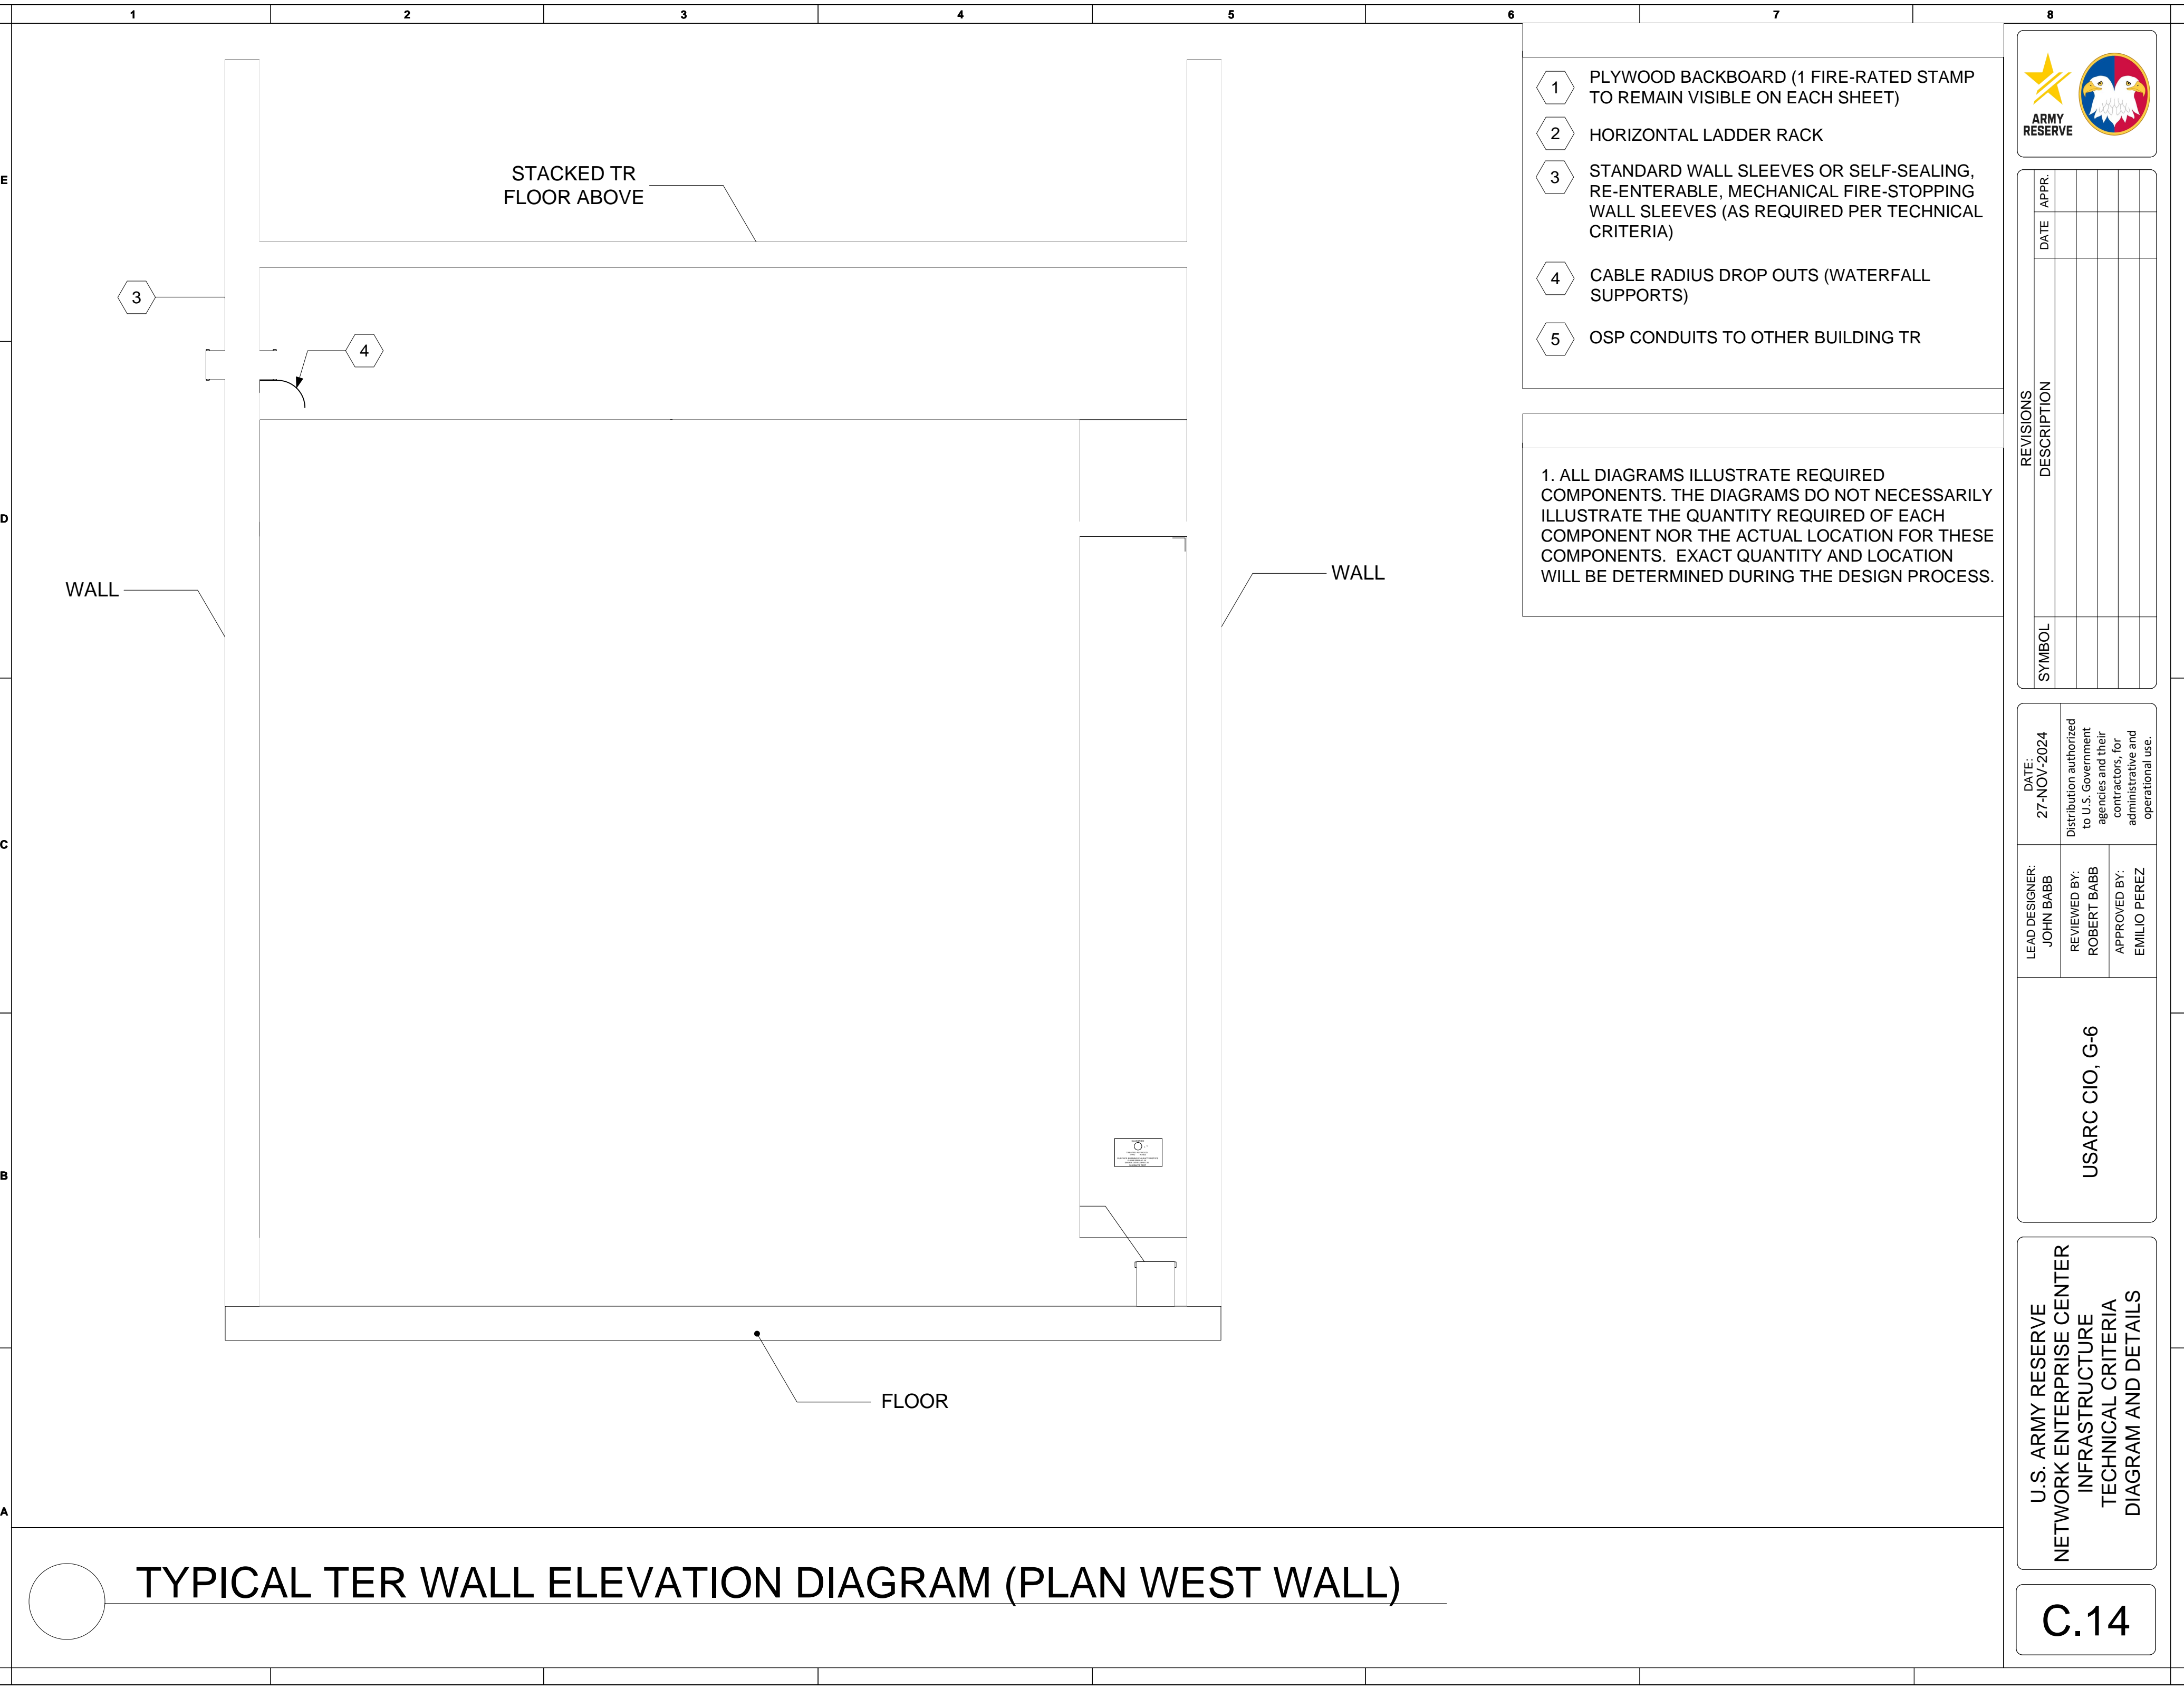 1
2
3
4
5
6
7
8
E
D
C
B
A
STACKED TR
FLOOR ABOVE
3
4
WALL
WALL
FLOOR
1
PLYWOOD BACKBOARD (1 FIRE-RATED STAMP
TO REMAIN VISIBLE ON EACH SHEET)
2
HORIZONTAL LADDER RACK
3
STANDARD WALL SLEEVES OR SELF-SEALING,
RE-ENTERABLE, MECHANICAL FIRE-STOPPING
WALL SLEEVES (AS REQUIRED PER TECHNICAL
CRITERIA)
4
CABLE RADIUS DROP OUTS (WATERFALL
SUPPORTS)
5
OSP CONDUITS TO OTHER BUILDING TR
1. ALL DIAGRAMS ILLUSTRATE REQUIRED
COMPONENTS. THE DIAGRAMS DO NOT NECESSARILY
ILLUSTRATE THE QUANTITY REQUIRED OF EACH
COMPONENT NOR THE ACTUAL LOCATION FOR THESE
COMPONENTS. EXACT QUANTITY AND LOCATION
WILL BE DETERMINED DURING THE DESIGN PROCESS.
ARMY
RESERVE
REVISIONS
SYMBOL
DESCRIPTION
DATE
APPR.
DATE:
27-NOV-2024
Distribution authorized
to U.S. Government
agencies and their
contractors, for
administrative and
operational use.
LEAD DESIGNER:
JOHN BABB
REVIEWED BY:
ROBERT BABB
APPROVED BY:
EMILIO PEREZ
USARC CIO, G-6
U.S. ARMY RESERVE
NETWORK ENTERPRISE CENTER
INFRASTRUCTURE
TECHNICAL CRITERIA
DIAGRAM AND DETAILS
C.14
TYPICAL TER WALL ELEVATION DIAGRAM (PLAN WEST WALL)